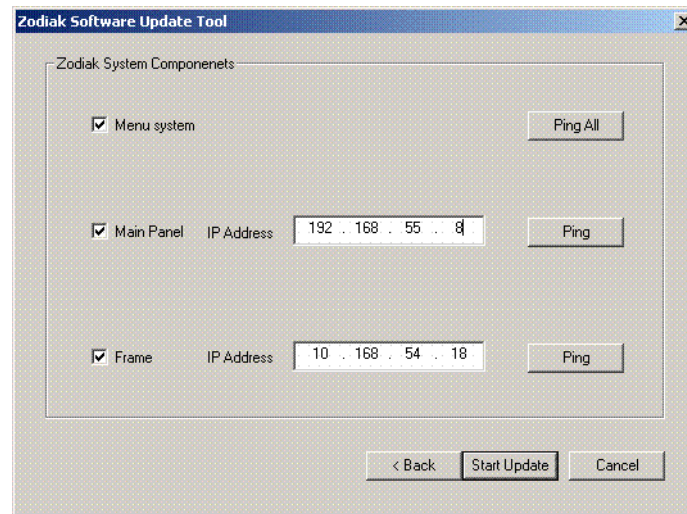 Zodiak Software Update Tool
Zodiak System Componenets
Menu system Ping All
Main Panel IP Address 192 . 168 . 55 . 8 Ping
Frame IP Address 10 . 168 . 54 . 18 Ping
< Back Start Update Cancel